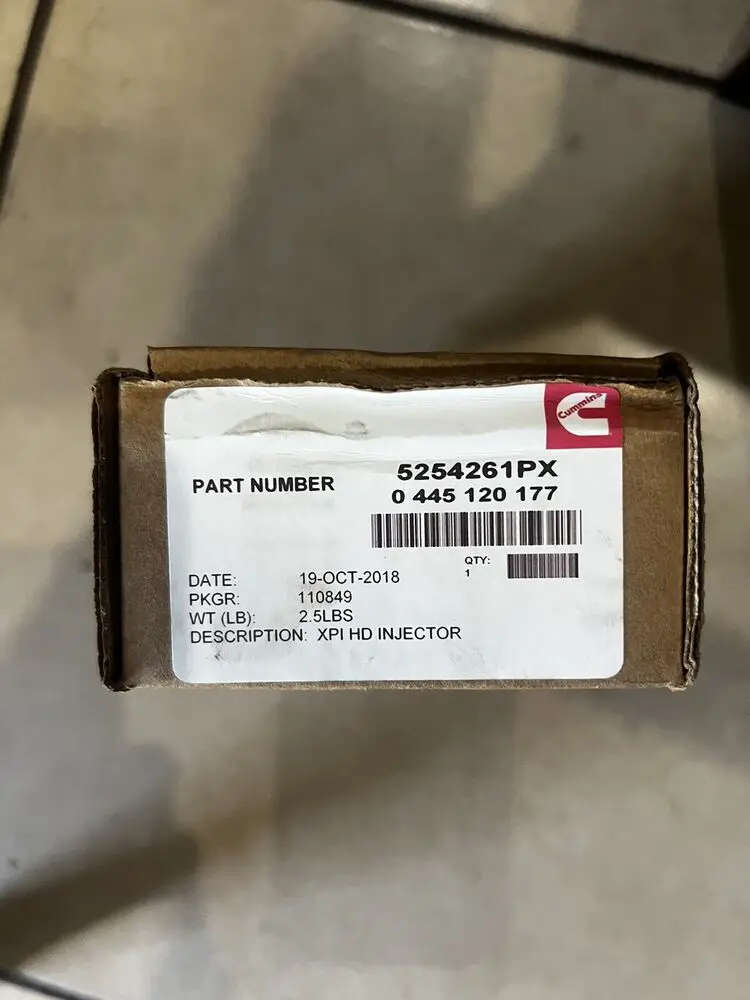 Cummins
PART NUMBER 5254261PX
0 445 120 177
QTY:
1
DATE: 19-OCT-2018
PKGR: 110849
WT (LB): 2.5LBS
DESCRIPTION: XPI HD INJECTOR